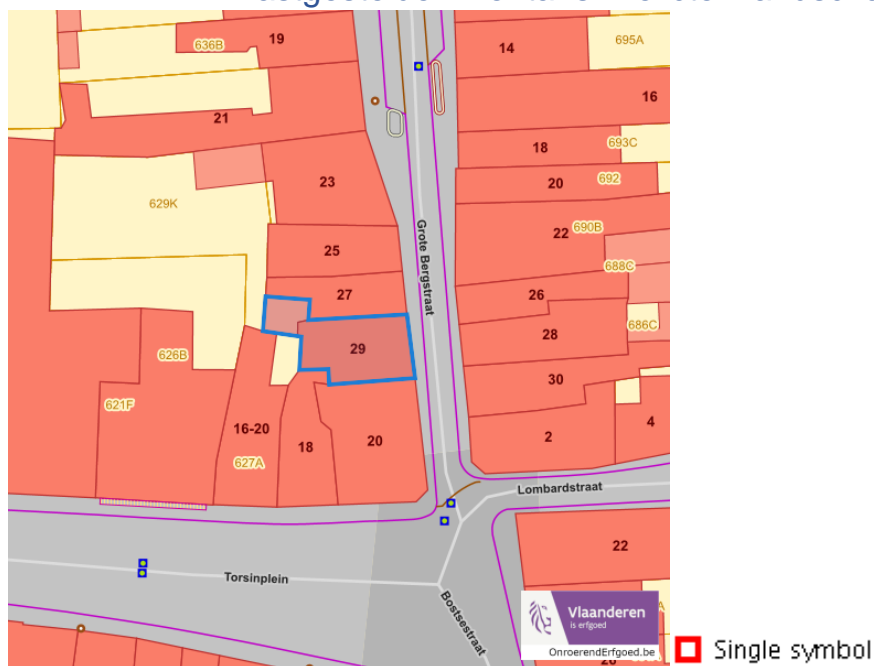 636B
19
14
695A
21
16
18
693C
20
692
23
629K
22
690B
25
688C
Grote Bergstraat
27
26
28
686C
29
626B
30
621F
16-20
627A
18
20
2
4
Lombardstraat
22
Torsinplein
Bostsestraat
Vlaanderen
is erfgoed
OnroerendErfgoed.be
Single symbol